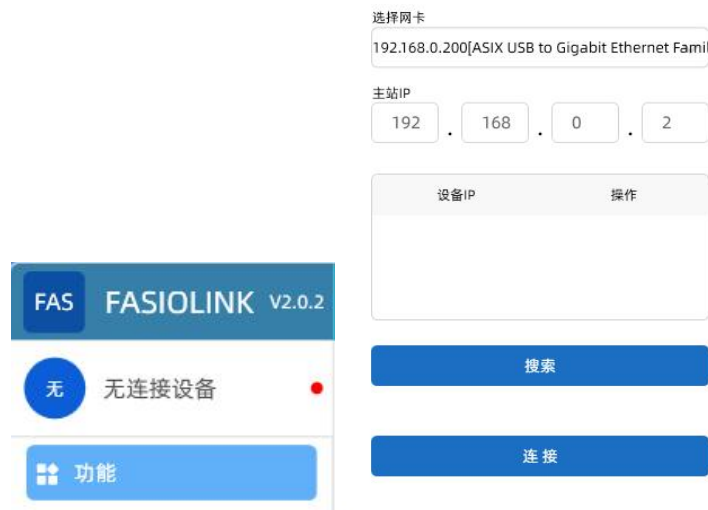 选择网卡
192.168.0.200[ASIX USB to Gigabit Ethernet Famil
主站IP
192 . 168 . 0 . 2
设备IP 操作
搜索
连接
FAS FASIOLINK V2.0.2
无 无连接设备
功能